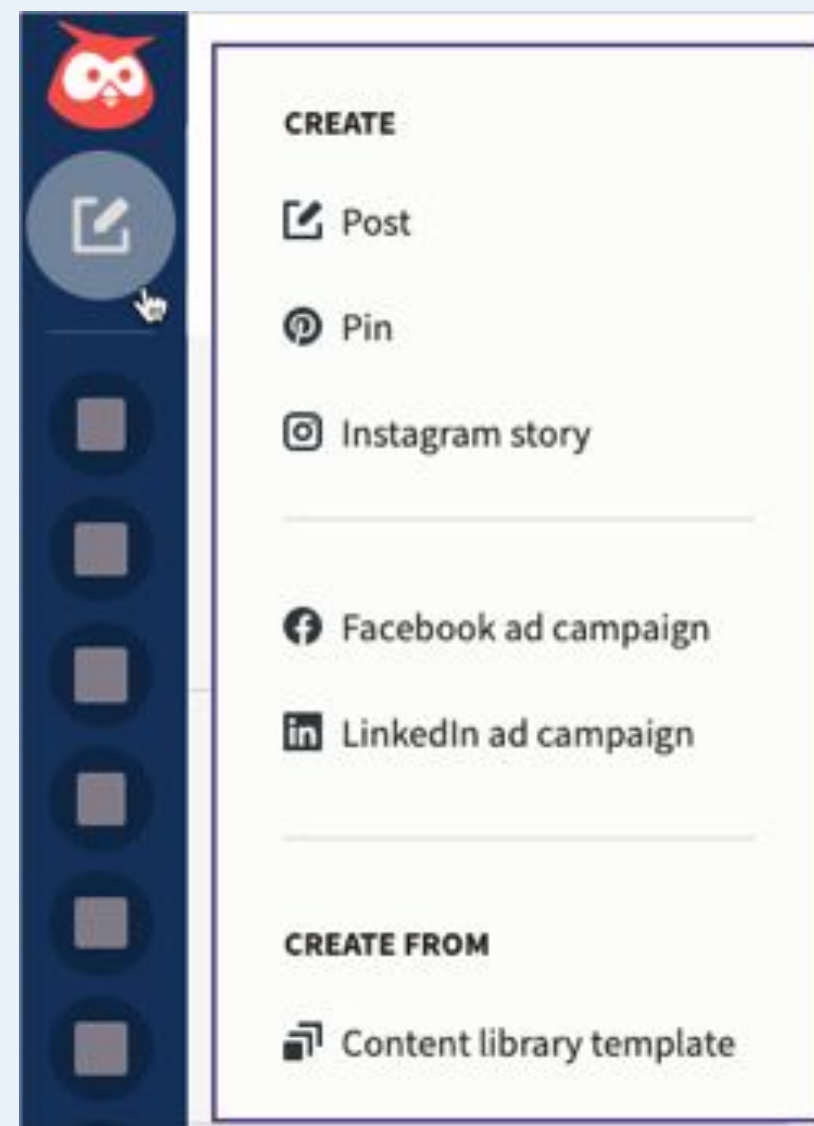 CREATE
Post
Pin
Instagram story
Facebook ad campaign
LinkedIn ad campaign
CREATE FROM
Content library template